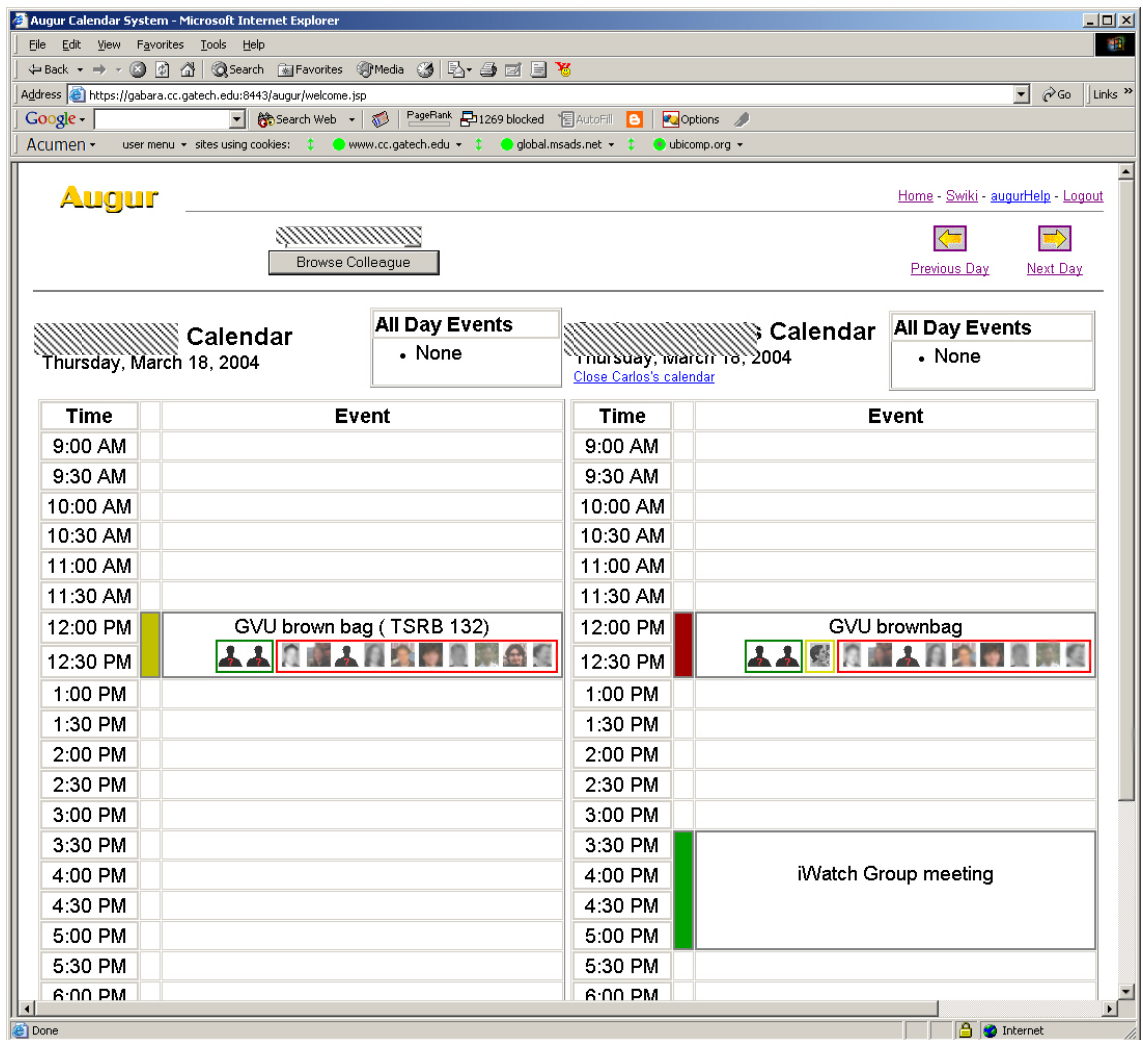 Augur Calendar System - Microsoft Internet Explorer
File Edit View Favorites Tools Help
Back Search Favorites Media
Address https://gabara.cc.gatech.edu:8443/augur/welcome.jsp Go Links »
Google Search Web PageRank 1269 blocked AutoFill Options
Acumen user menu sites using cookies: www.cc.gatech.edu global.msads.net ubicomp.org
Augur Home - Swiki - augurHelp - Logout
Browse Colleague
Previous Day Next Day
Calendar
Thursday, March 18, 2004
All Day Events
• None
s Calendar
Thursday, March 18, 2004
Close Carlos's calendar
All Day Events
• None
Time Event Time Event
9:00 AM 9:00 AM
9:30 AM 9:30 AM
10:00 AM 10:00 AM
10:30 AM 10:30 AM
11:00 AM 11:00 AM
11:30 AM 11:30 AM
12:00 PM GVU brown bag ( TSRB 132) 12:00 PM GVU brownbag
12:30 PM 12:30 PM
1:00 PM 1:00 PM
1:30 PM 1:30 PM
2:00 PM 2:00 PM
2:30 PM 2:30 PM
3:00 PM 3:00 PM
3:30 PM 3:30 PM
4:00 PM 4:00 PM iWatch Group meeting
4:30 PM 4:30 PM
5:00 PM 5:00 PM
5:30 PM 5:30 PM
6:00 PM 6:00 PM
Done Internet